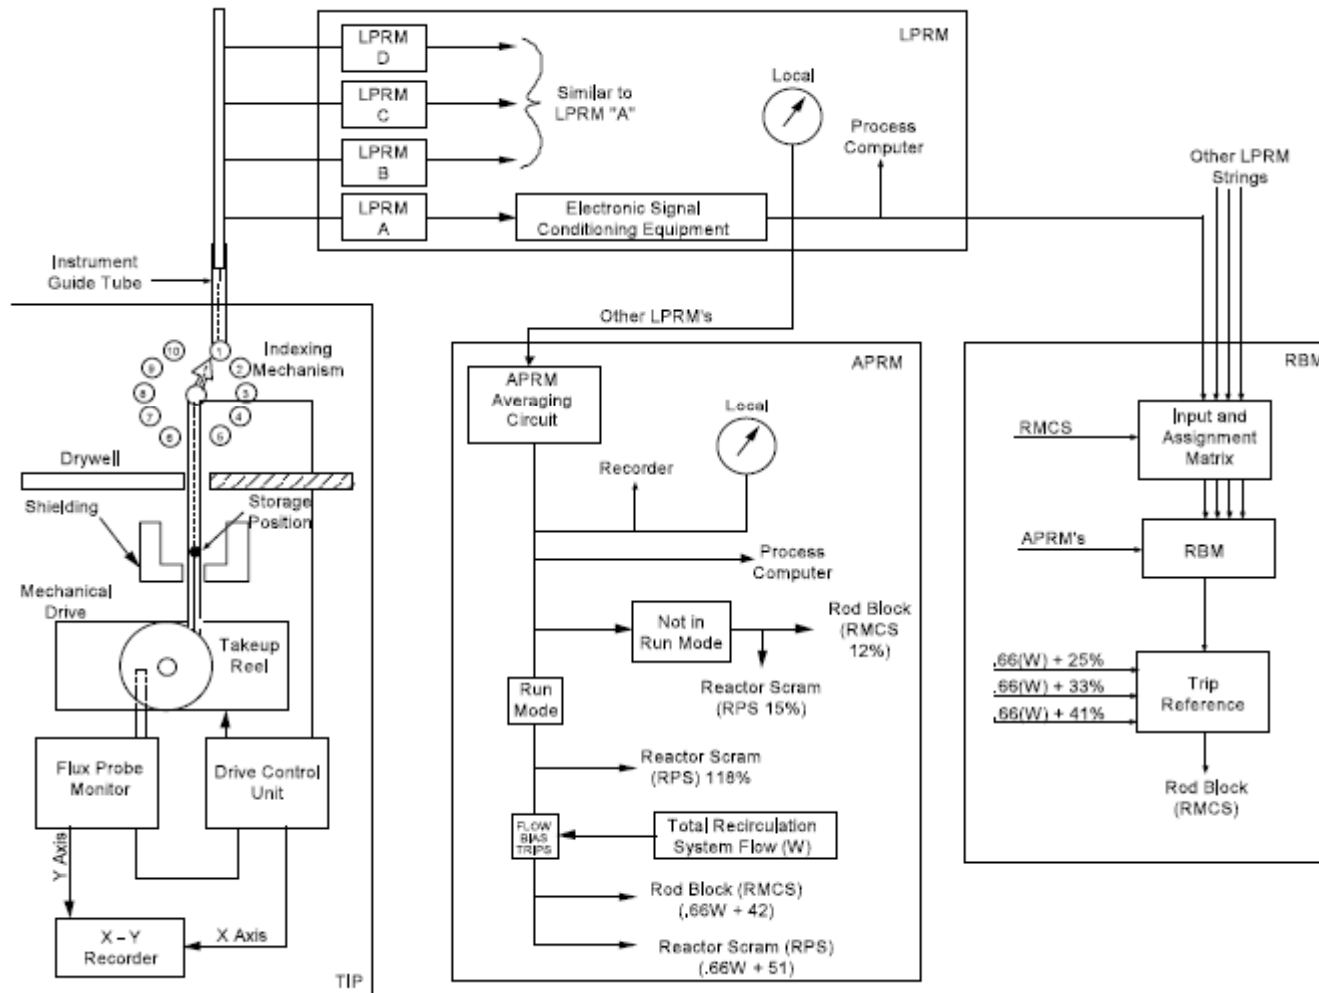 LPRM
D
LPRM
C
LPRM
B
LPRM
A
Similar to
LPRM "A"
Electronic Signal
Conditioning Equipment
Local
Process
Computer
LPRM
Other LPRM
Strings
Instrument
Guide Tube
Other LPRM's
10
1
9
2
8
3
7
4
6
5
Indexing
Mechanism
Drywell
Shielding
Storage
Position
Mechanical
Drive
Takeup
Reel
Flux Probe
Monitor
Drive Control
Unit
Y Axis
X Axis
X – Y
Recorder
TIP
APRM
APRM
Averaging
Circuit
Local
Recorder
Process
Computer
Not in
Run Mode
Rod Block
(RMCS
12%)
Reactor Scram
(RPS 15%)
Run
Mode
Reactor Scram
(RPS) 118%
FLOW
BIAS
TRIPS
Total Recirculation
System Flow (W)
Rod Block (RMCS)
(.66W + 42)
Reactor Scram (RPS)
(.66W + 51)
RBM
RMCS
Input and
Assignment
Matrix
APRM's
RBM
.66(W) + 25%
.66(W) + 33%
.66(W) + 41%
Trip
Reference
Rod Block
(RMCS)